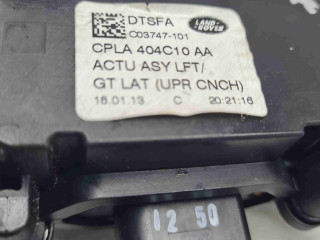 DTSFA
LAND-
ROVER
C03747-101
CPLA 404C10 AA
ACTU ASY LFT/
GT LAT (UPR CNCH)
16.01.13 C 20:21:16
12 50